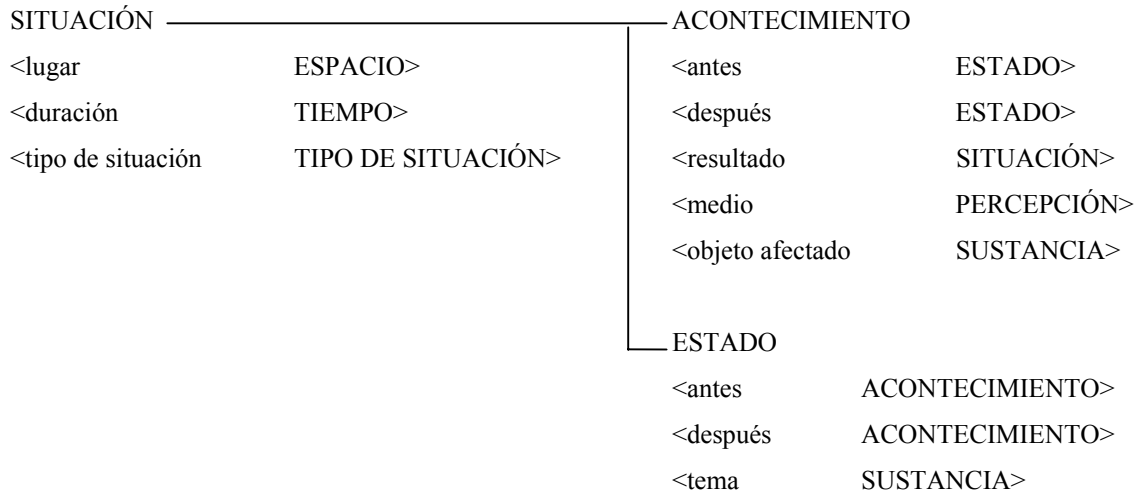 SITUACIÓN ACONTECIMIENTO
<lugar ESPACIO> <antes ESTADO>
<duración TIEMPO> <después ESTADO>
<tipo de situación TIPO DE SITUACIÓN> <resultado SITUACIÓN>
<medio PERCEPCIÓN>
<objeto afectado SUSTANCIA>
ESTADO
<antes ACONTECIMIENTO>
<después ACONTECIMIENTO>
<tema SUSTANCIA>